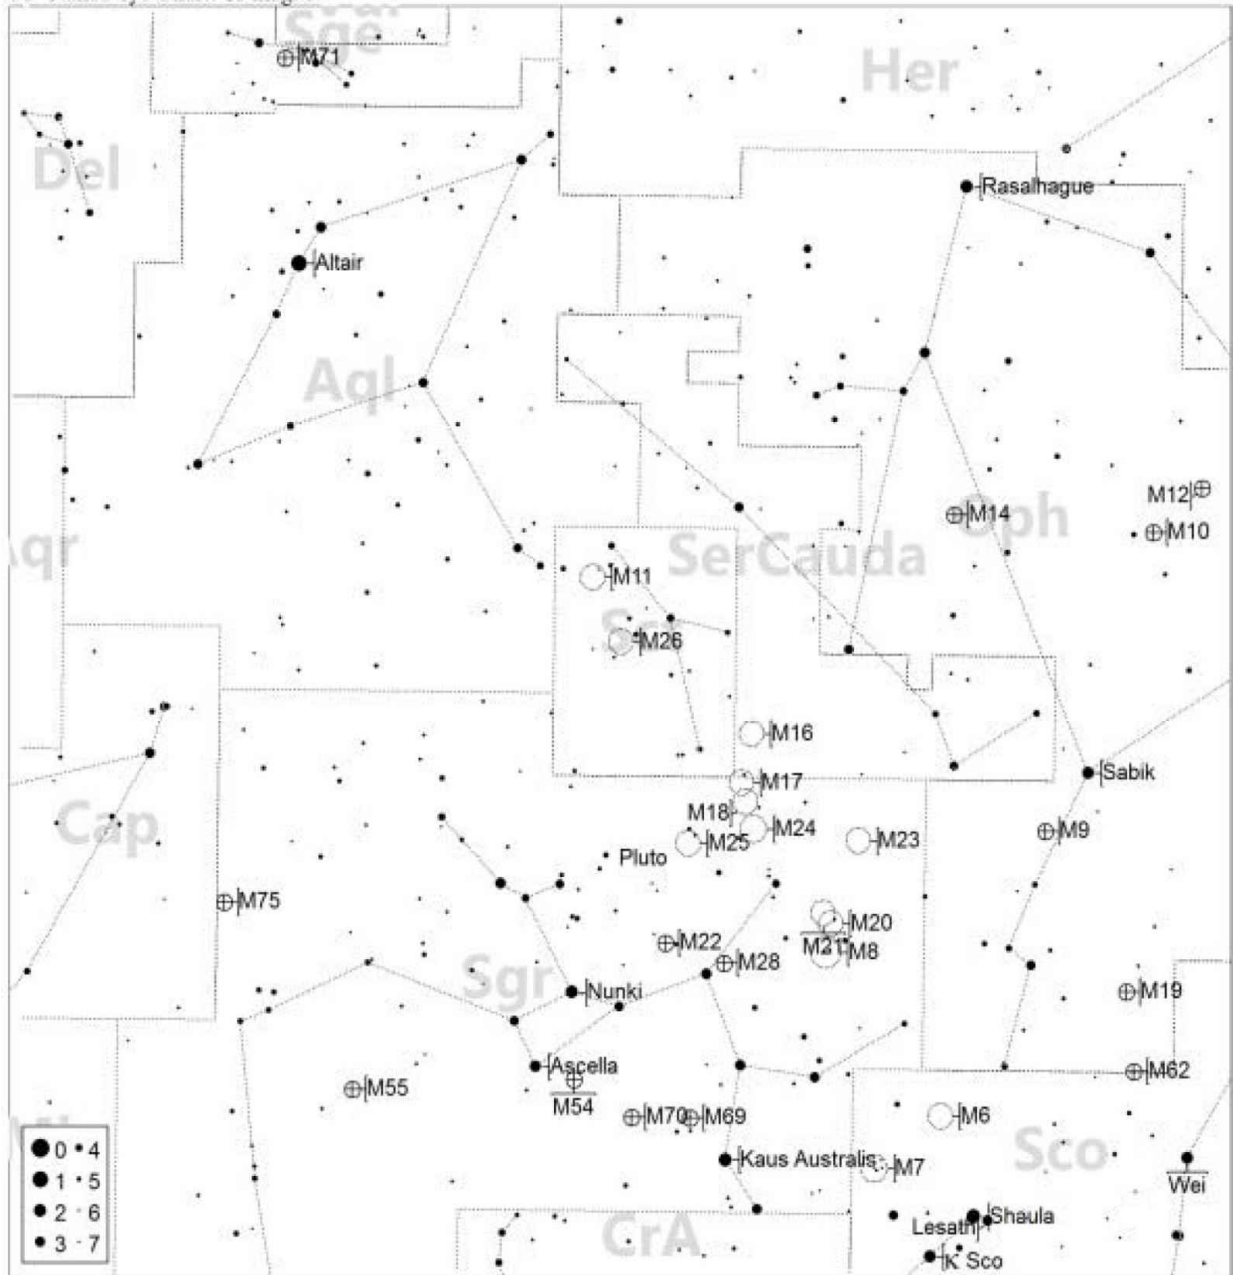 Sge
M71
Her
Del
Rasalhague
Altair
Aql
M12
M14
Oph
M10
Aqr
SerCauda
M11
Sct
M26
M16
M17
Sabik
M18
M24
M9
Cap
M25
M23
Pluto
M75
M20
M21
M22
M8
M28
Sgr
Nunki
M19
Ascella
M62
M55
M54
M70
M69
M6
Sco
Kaus Australis
M7
Wei
0 4
1 5
2 6
3 7
Shaula
Lesath
CrA
κ Sco